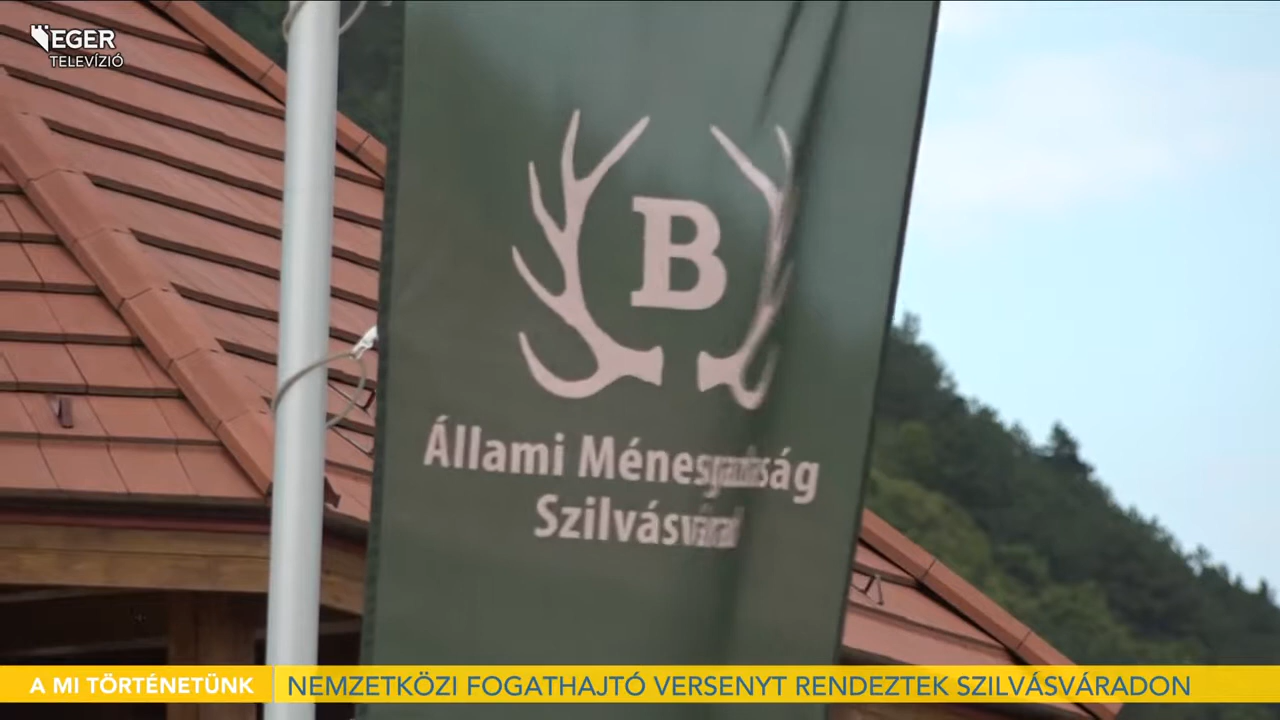 EGER
TELEVÍZIÓ
B
Állami Ménesgazdaság
Szilvásvárad
A MI TÖRTÉNETÜNK
NEMZETKÖZI FOGATHAJTÓ VERSENYT RENDEZTEK SZILVÁSVÁRADON